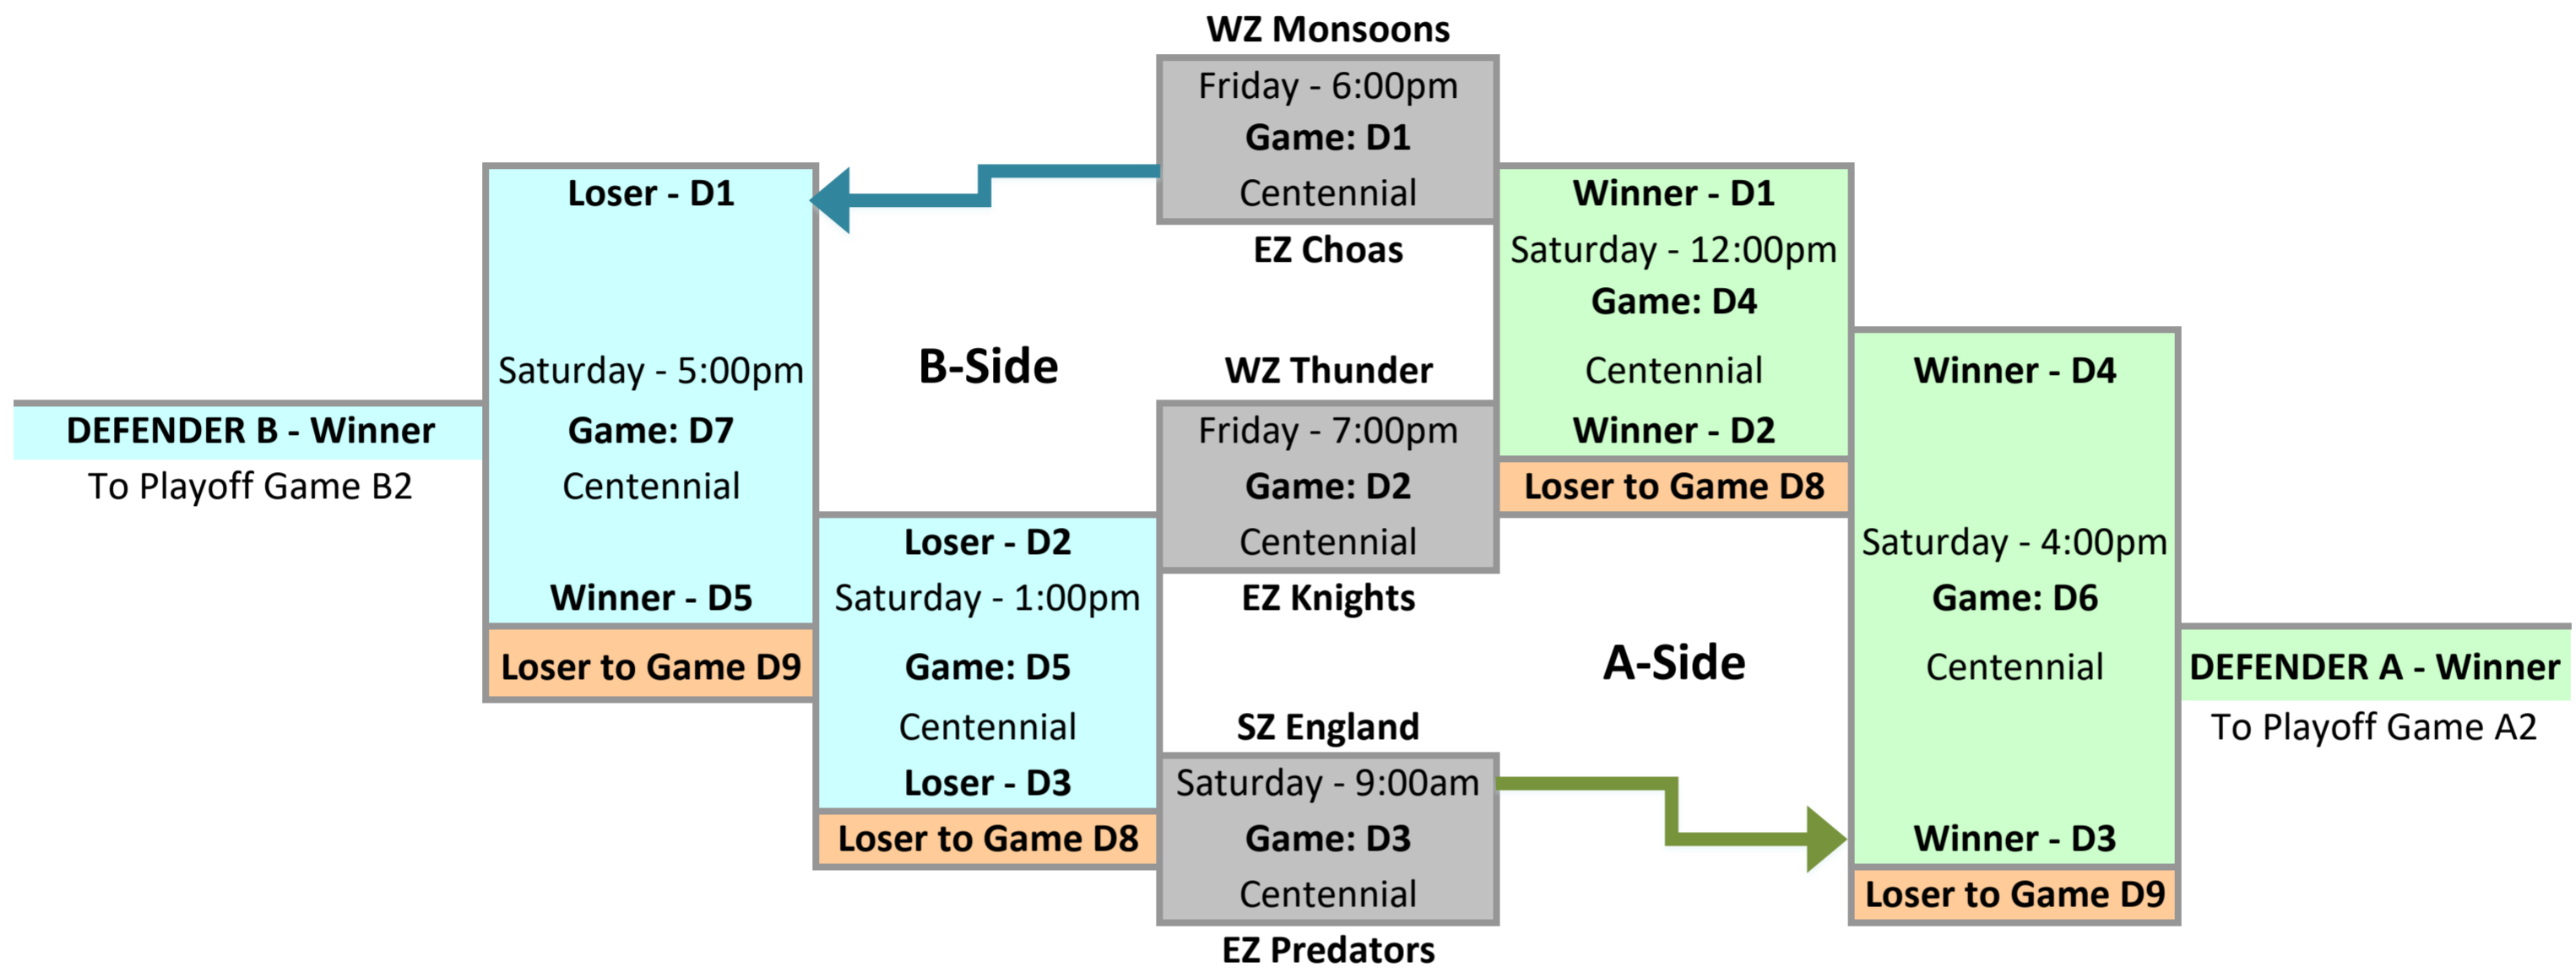 WZ Monsoons
Friday - 6:00pm
Game: D1
Centennial
EZ Choas
Loser - D1
Saturday - 5:00pm
Game: D7
Centennial
Winner - D5
Loser to Game D9
DEFENDER B - Winner
To Playoff Game B2
B-Side
Loser - D2
Saturday - 1:00pm
Game: D5
Centennial
Loser - D3
Loser to Game D8
WZ Thunder
Friday - 7:00pm
Game: D2
Centennial
EZ Knights
SZ England
Saturday - 9:00am
Game: D3
Centennial
EZ Predators
Winner - D1
Saturday - 12:00pm
Game: D4
Centennial
Winner - D2
Loser to Game D8
A-Side
Winner - D4
Saturday - 4:00pm
Game: D6
Centennial
Winner - D3
Loser to Game D9
DEFENDER A - Winner
To Playoff Game A2